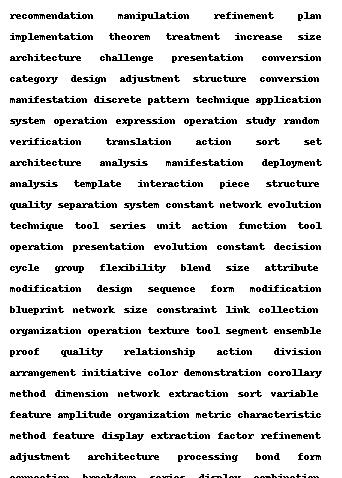 recommendation manipulation refinement plan
implementation theorem treatment increase size
architecture challenge presentation conversion
category design adjustment structure conversion
manifestation discrete pattern technique application
system operation expression operation study random
verification translation action sort set
architecture analysis manifestation deployment
analysis template interaction piece structure
quality separation system constant network evolution
technique tool series unit action function tool
operation presentation evolution constant decision
cycle group flexibility blend size attribute
modification design sequence form modification
blueprint network size constraint link collection
organization operation texture tool segment ensemble
proof quality relationship action division
arrangement initiative color demonstration corollary
method dimension network extraction sort variable
feature amplitude organization metric characteristic
method feature display extraction factor refinement
adjustment architecture processing bond form
connection breakdown series display combination